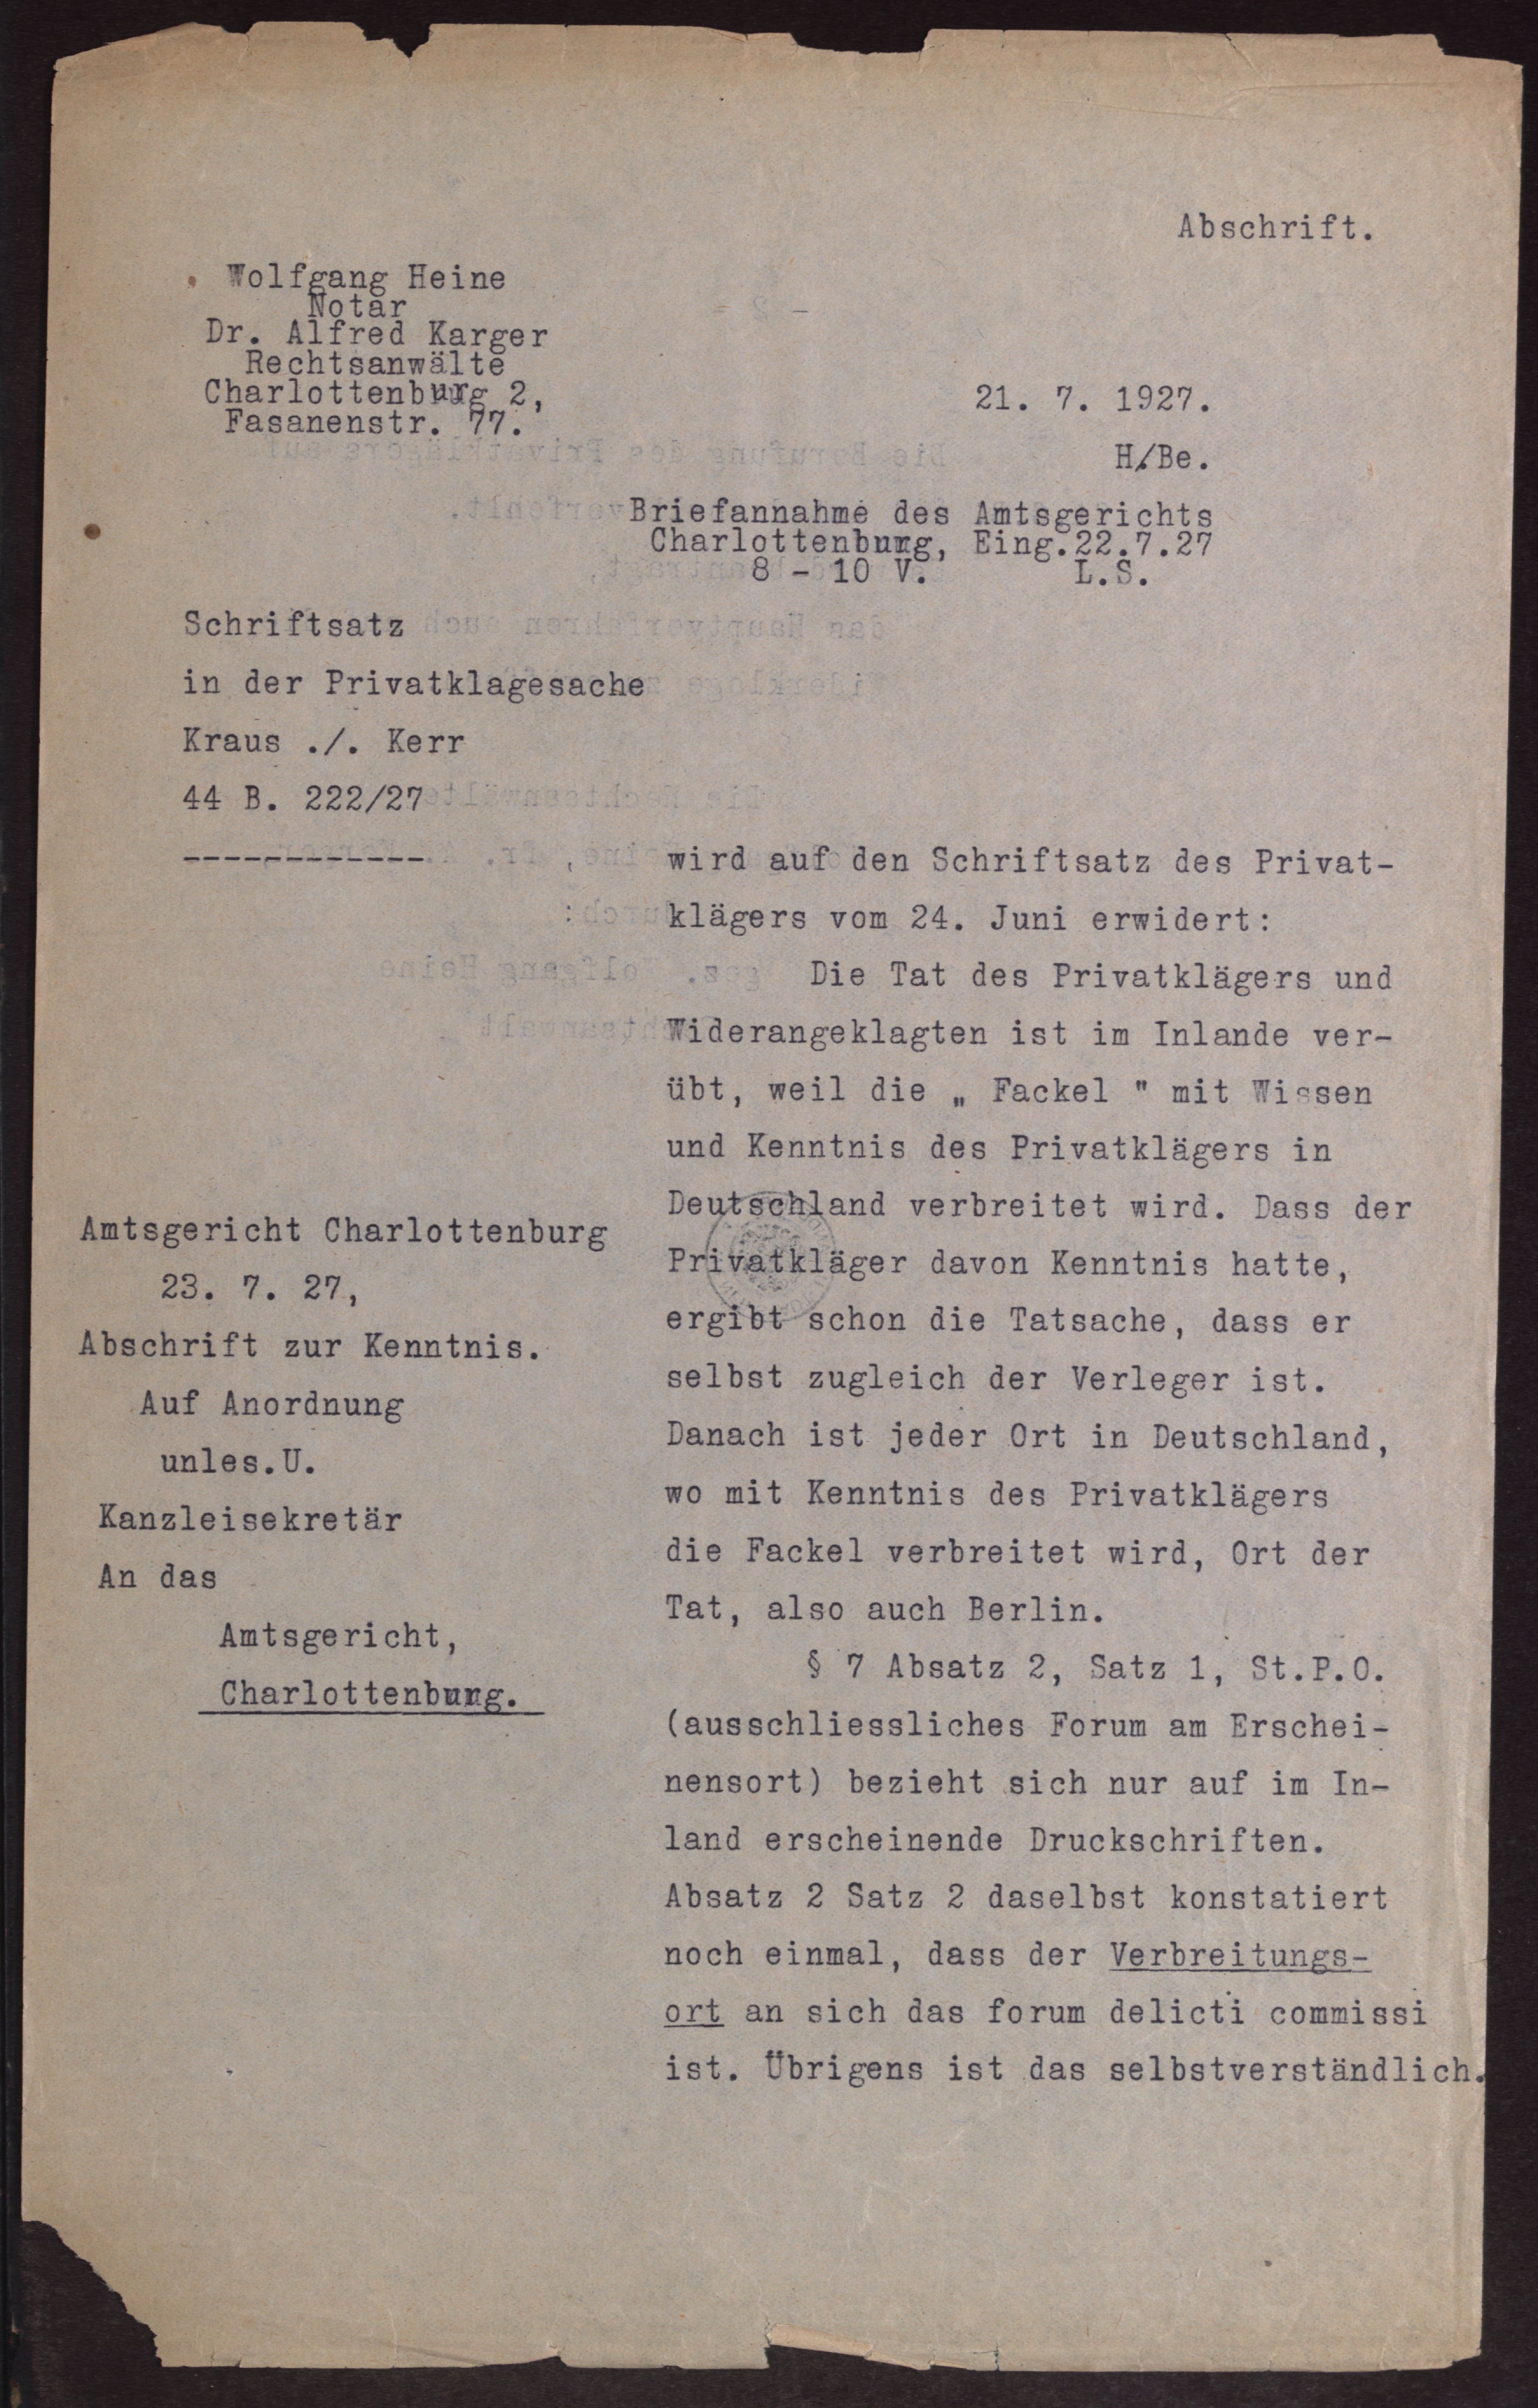 Abschrift.
Wolfgang Heine
Notar
Dr. Alfred Karger
Rechtsanwälte
Charlottenburg 2,
Fasanenstr. 77.
21. 7. 1927.
H./Be.
Briefannahme des Amtsgerichts
Charlottenburg, Eing.22.7.27
8 - 10 V. L.S.
Schriftsatz
in der Privatklagesache
Kraus ./. Kerr
44 B. 222/27
------------
wird auf den Schriftsatz des Privat-
klägers vom 24. Juni erwidert:
Die Tat des Privatklägers und
Widerangeklagten ist im Inlande ver-
übt, weil die „ Fackel " mit Wissen
und Kenntnis des Privatklägers in
Deutschland verbreitet wird. Dass der
Privatkläger davon Kenntnis hatte,
ergibt schon die Tatsache, dass er
selbst zugleich der Verleger ist.
Danach ist jeder Ort in Deutschland,
wo mit Kenntnis des Privatklägers
die Fackel verbreitet wird, Ort der
Tat, also auch Berlin.
§ 7 Absatz 2, Satz 1, St.P.O.
(ausschliessliches Forum am Erschei-
nensort) bezieht sich nur auf im In-
land erscheinende Druckschriften.
Absatz 2 Satz 2 daselbst konstatiert
noch einmal, dass der Verbreitungs-
ort an sich das forum delicti commissi
ist. Übrigens ist das selbstverständlich.
Amtsgericht Charlottenburg
23. 7. 27,
Abschrift zur Kenntnis.
Auf Anordnung
unles.U.
Kanzleisekretär
An das
Amtsgericht,
Charlottenburg.